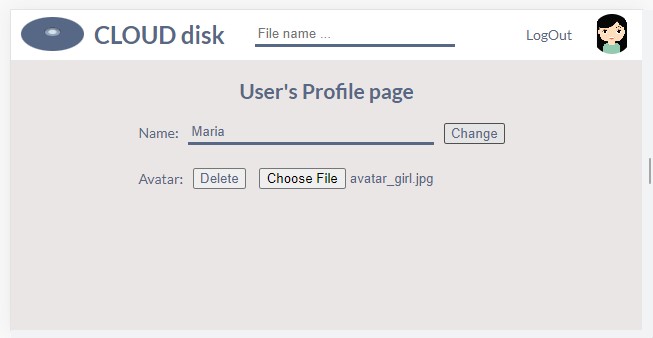 CLOUD disk File name ... LogOut
User's Profile page
Name: Maria Change
Avatar: Delete Choose File avatar_girl.jpg